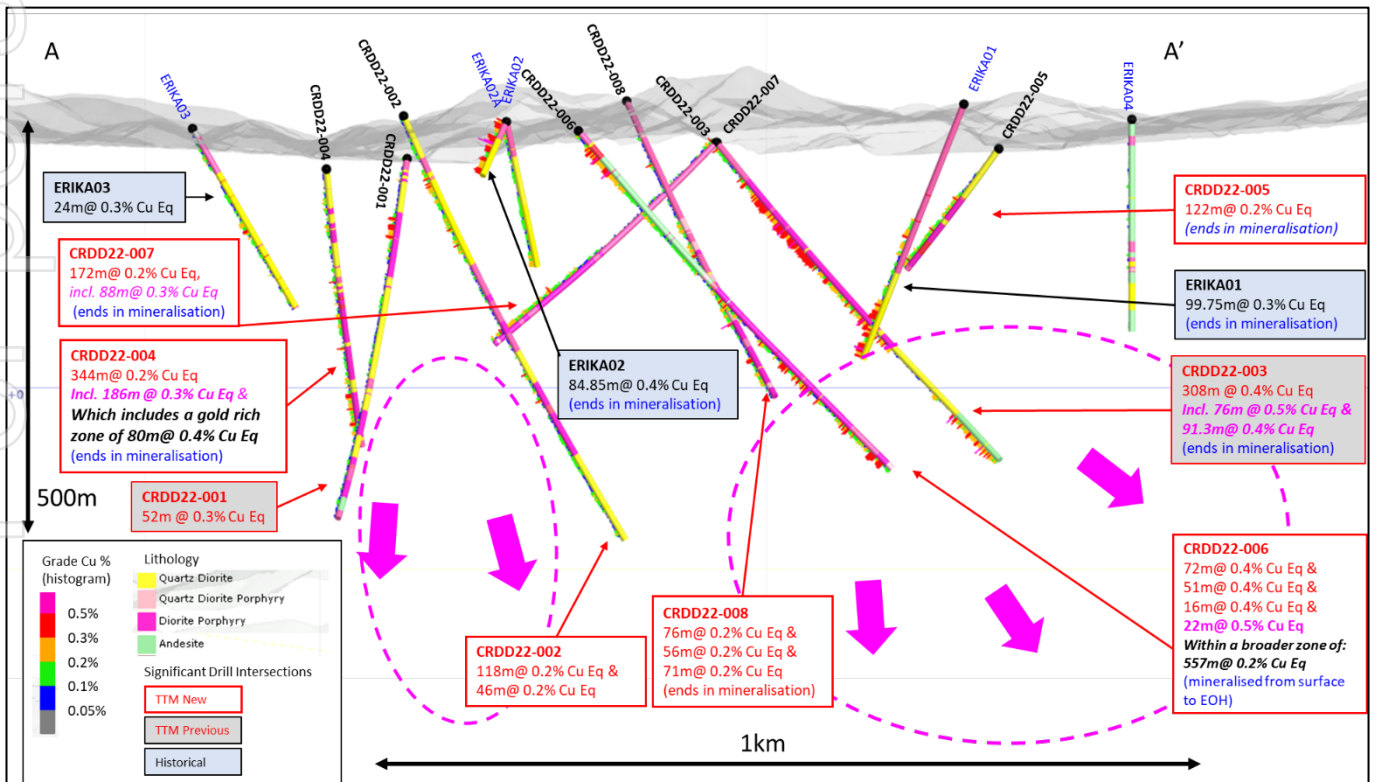 A
A'
ERIKA03
CRDD22-004
CRDD22-001
CRDD22-002
ERIKA02A
ERIKA02
CRDD22-006
CRDD22-008
CRDD22-003
CRDD22-007
ERIKA01
CRDD22-005
ERIKA04
ERIKA03
24m@ 0.3% Cu Eq
CRDD22-007
172m@ 0.2% Cu Eq,
incl. 88m@ 0.3% Cu Eq
(ends in mineralisation)
CRDD22-004
344m@ 0.2% Cu Eq
Incl. 186m @ 0.3% Cu Eq &
Which includes a gold rich
zone of 80m@ 0.4% Cu Eq
(ends in mineralisation)
CRDD22-001
52m @ 0.3% Cu Eq
500m
ERIKA02
84.85m@ 0.4% Cu Eq
(ends in mineralisation)
CRDD22-005
122m@ 0.2% Cu Eq
(ends in mineralisation)
ERIKA01
99.75m@ 0.3% Cu Eq
(ends in mineralisation)
CRDD22-003
308m@ 0.4% Cu Eq
Incl. 76m @ 0.5% Cu Eq &
91.3m@ 0.4% Cu Eq
(ends in mineralisation)
CRDD22-006
72m@ 0.4% Cu Eq &
51m@ 0.4% Cu Eq &
16m@ 0.4% Cu Eq &
22m@ 0.5% Cu Eq
Within a broader zone of:
557m@ 0.2% Cu Eq
(mineralised from surface
to EOH)
CRDD22-008
76m@ 0.2% Cu Eq &
56m@ 0.2% Cu Eq &
71m@ 0.2% Cu Eq
(ends in mineralisation)
CRDD22-002
118m@ 0.2% Cu Eq &
46m@ 0.2% Cu Eq
1km
Grade Cu %
(histogram)
0.5%
0.3%
0.2%
0.1%
0.05%
Lithology
Quartz Diorite
Quartz Diorite Porphyry
Diorite Porphyry
Andesite
Significant Drill Intersections
TTM New
TTM Previous
Historical